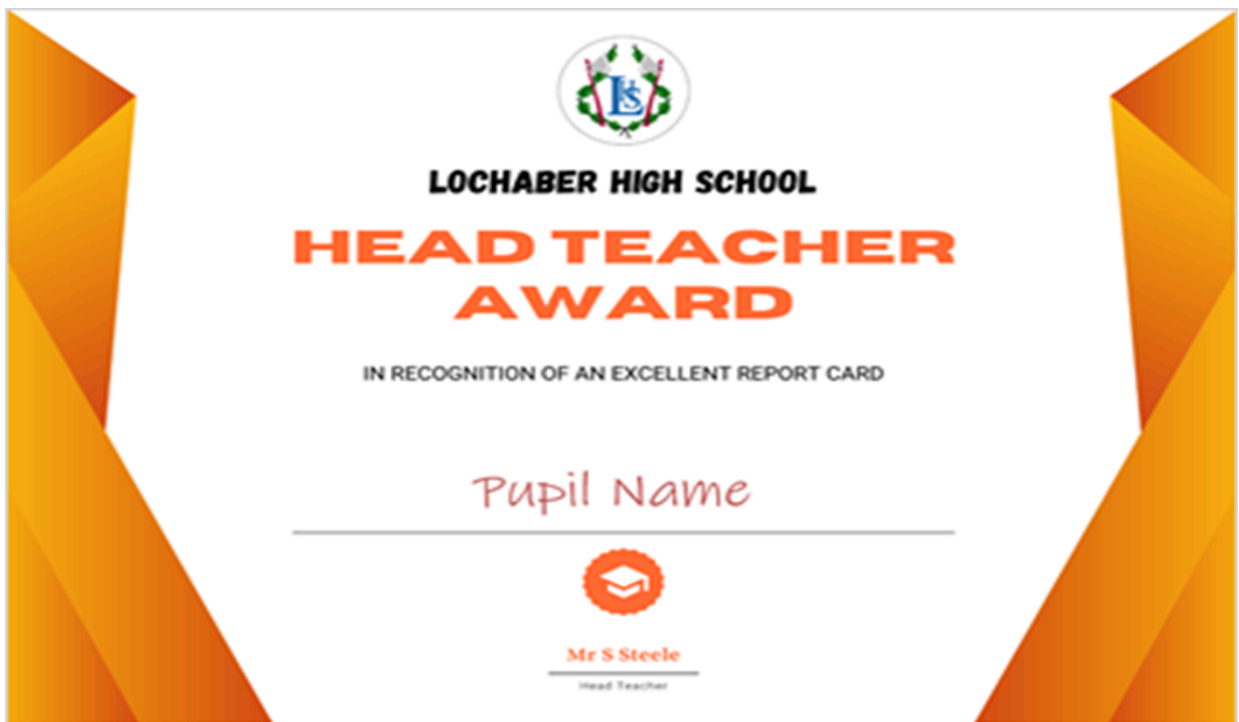 LHS
LOCHABER HIGH SCHOOL
HEAD TEACHER
AWARD
IN RECOGNITION OF AN EXCELLENT REPORT CARD
Pupil Name
Mr S Steele
Head Teacher